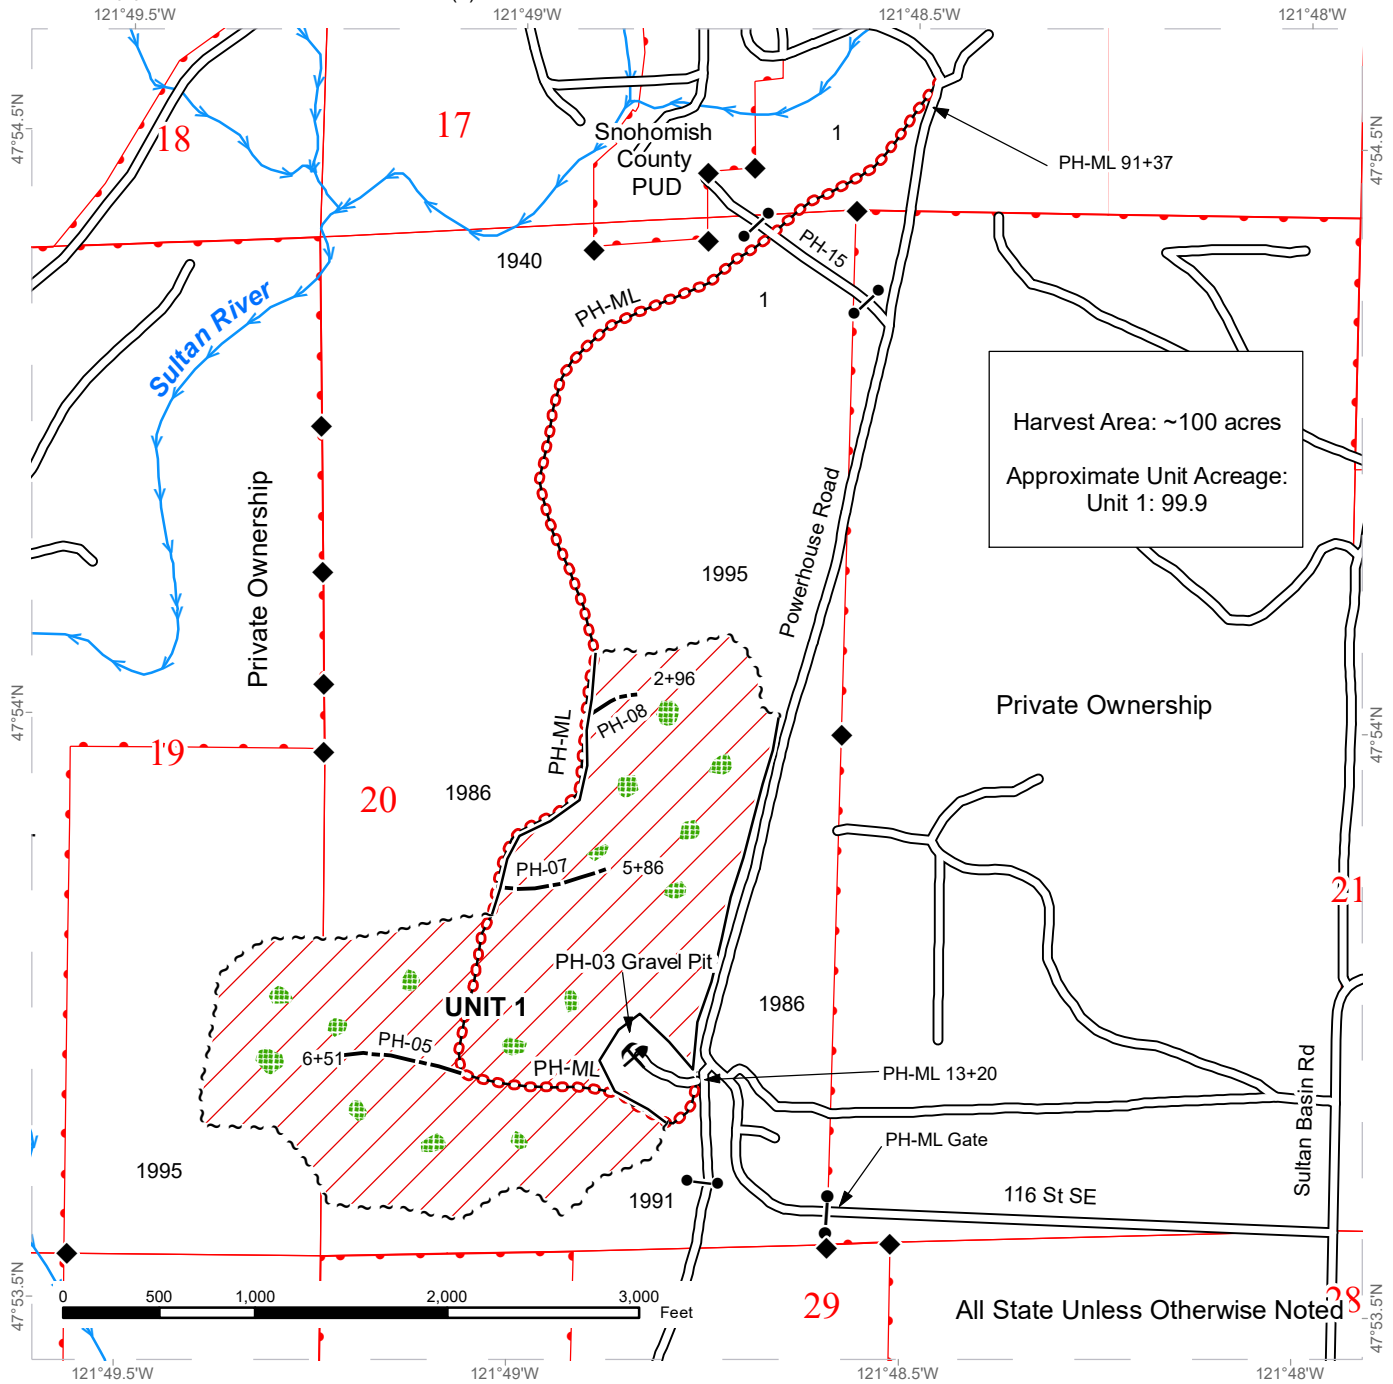 121°49.5'W
121°49'W
121°48.5'W
121°48'W
47°54.5'N
47°54.5'N
18
17
Snohomish
County
PUD
1
PH-ML 91+37
1940
PH-15
PH-ML
1
Sultan River
Harvest Area: ~100 acres
Approximate Unit Acreage:
Unit 1: 99.9
Private Ownership
Powerhouse Road
1995
2+96
PH-08
PH-ML
Private Ownership
47°54'N
47°54'N
19
20
1986
PH-07
5+86
21
PH-03 Gravel Pit
UNIT 1
1986
PH-05
6+51
PH-ML
PH-ML 13+20
PH-ML Gate
Sultan Basin Rd
1995
1991
116 St SE
47°53.5'N
47°53.5'N
0
500
1,000
2,000
3,000
Feet
29
28
All State Unless Otherwise Noted
121°49.5'W
121°49'W
121°48.5'W
121°48'W